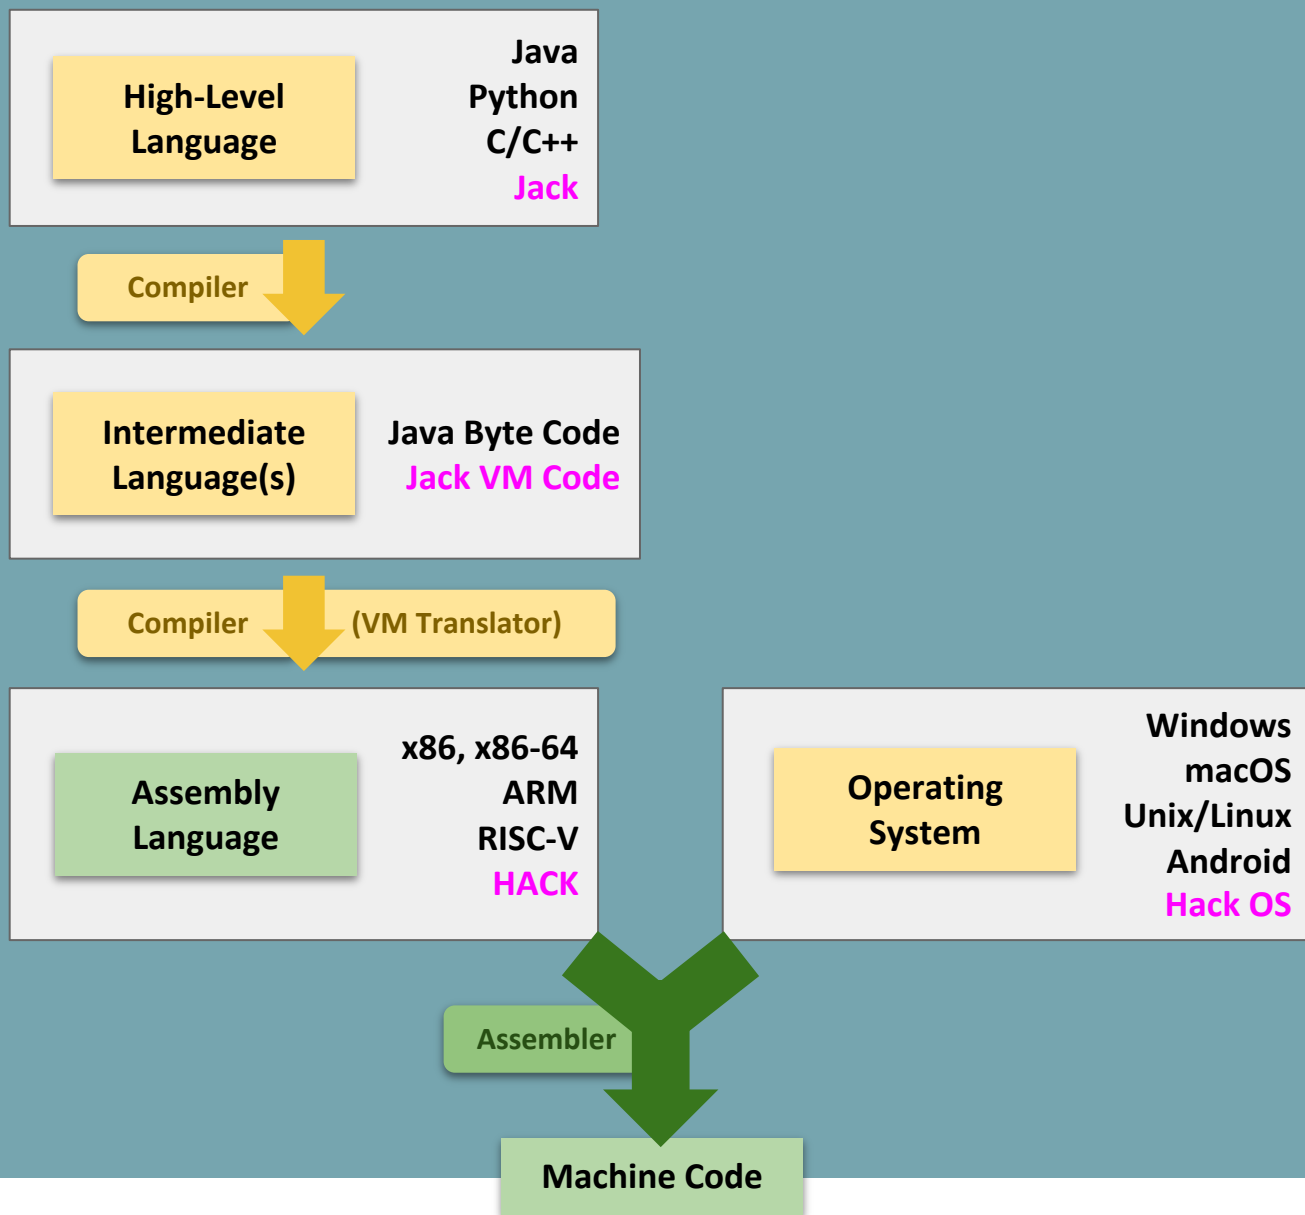 High-Level
Language
Java
Python
C/C++
Jack
Compiler
Intermediate
Language(s)
Java Byte Code
Jack VM Code
Compiler (VM Translator)
Assembly
Language
x86, x86-64
ARM
RISC-V
HACK
Operating
System
Windows
macOS
Unix/Linux
Android
Hack OS
Assembler
Machine Code